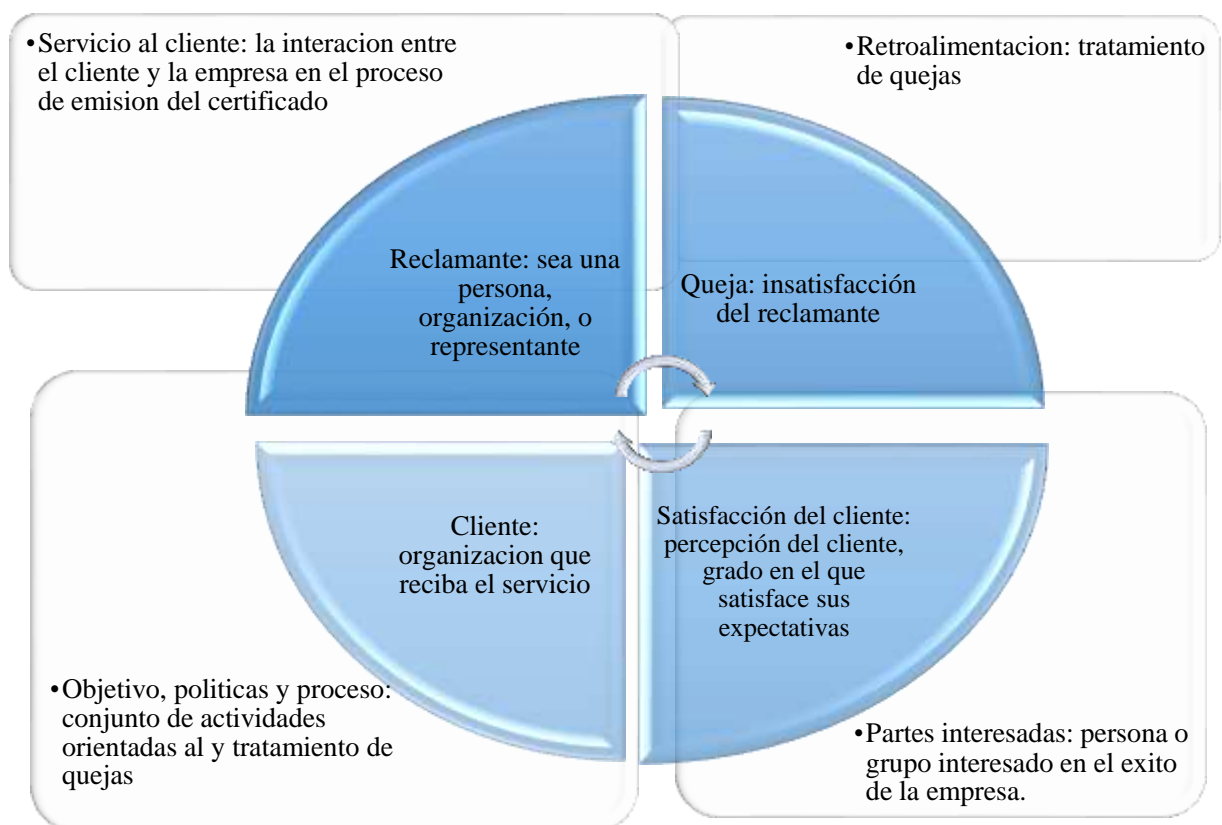 •Servicio al cliente: la interacion entre
el cliente y la empresa en el proceso
de emision del certificado
•Retroalimentacion: tratamiento
de quejas
Reclamante: sea una
persona,
organización, o
representante
Queja: insatisfacción
del reclamante
Cliente:
organizacion que
reciba el servicio
Satisfacción del cliente:
percepción del cliente,
grado en el que
satisface sus
expectativas
•Objetivo, politicas y proceso:
conjunto de actividades
orientadas al y tratamiento de
quejas
•Partes interesadas: persona o
grupo interesado en el exito
de la empresa.